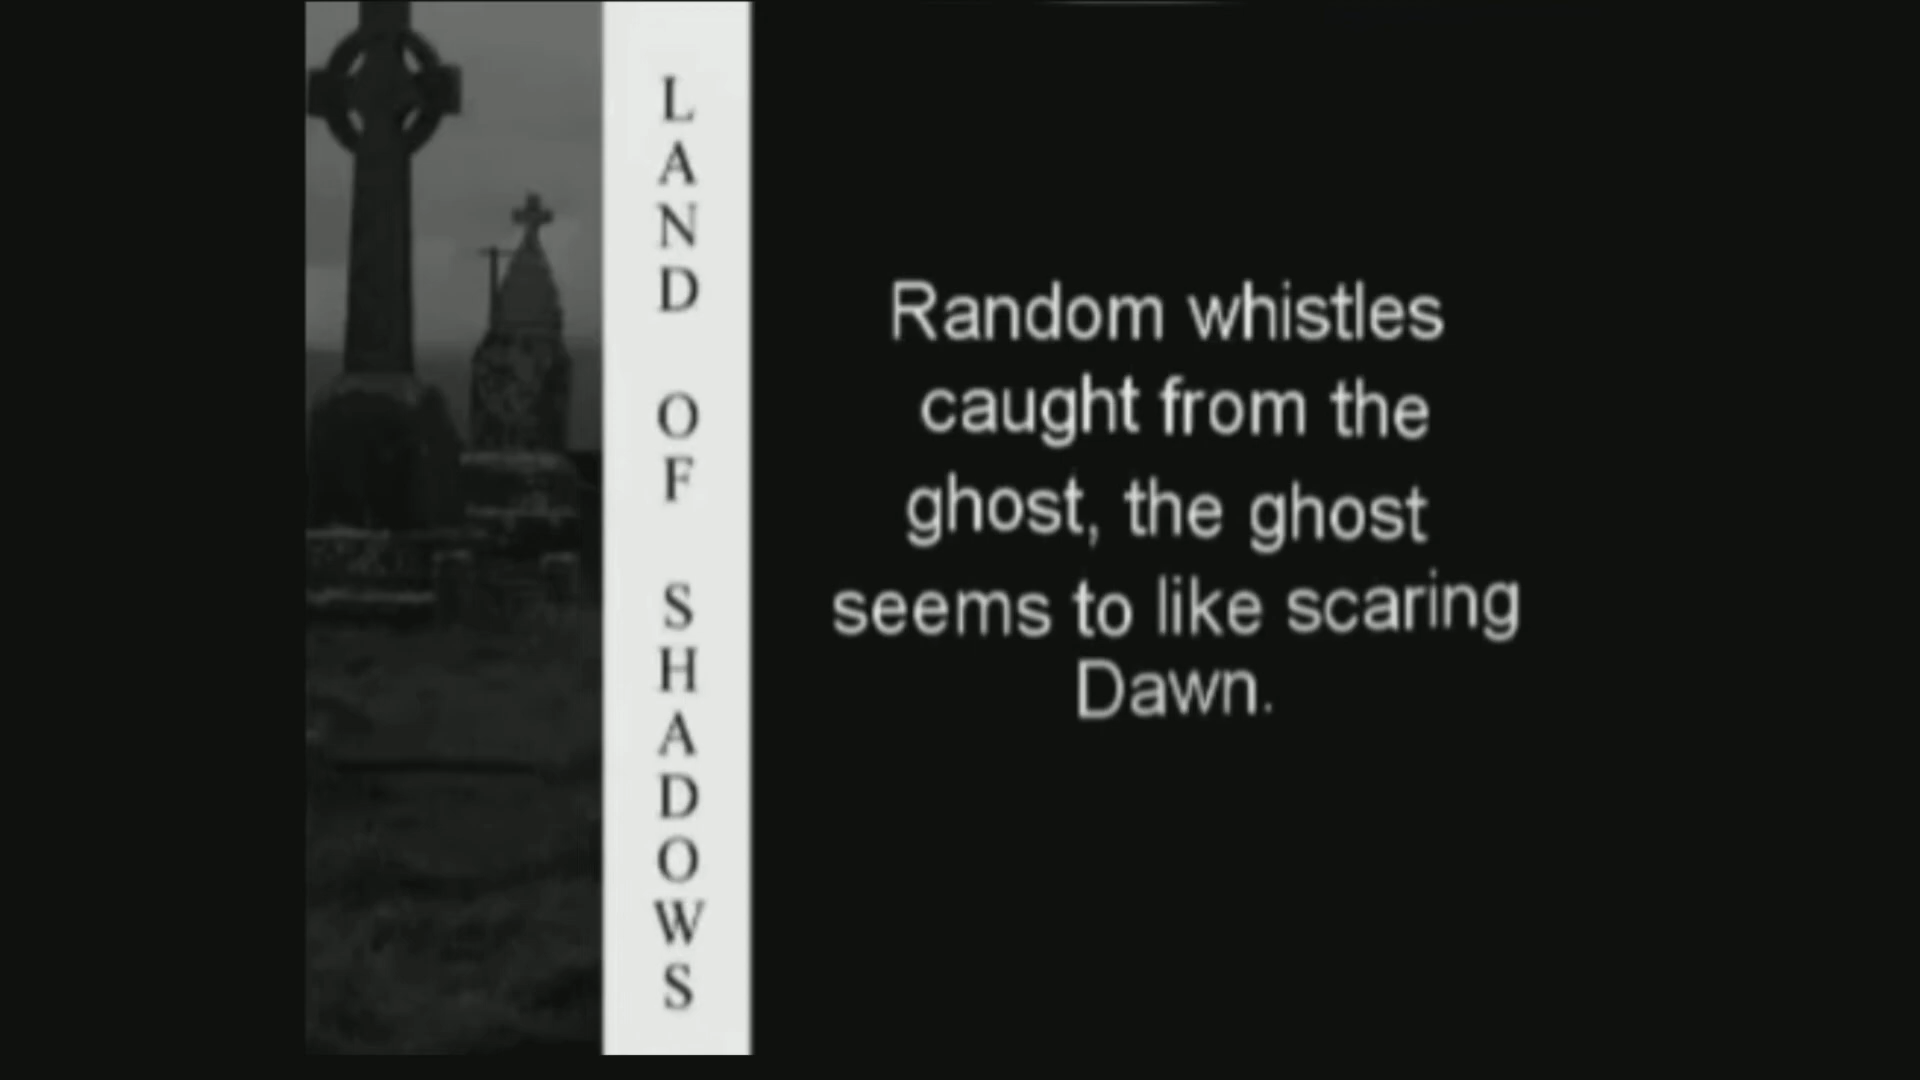 LAND OF SHADOWS
Random whistles
caught from the
ghost, the ghost
seems to like scaring
Dawn.